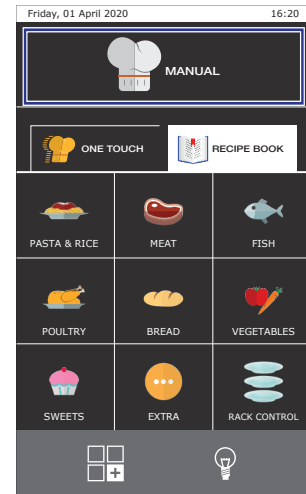 Friday, 01 April 2020 16:20
MANUAL
ONE TOUCH RECIPE BOOK
PASTA & RICE MEAT FISH
POULTRY BREAD VEGETABLES
SWEETS EXTRA RACK CONTROL